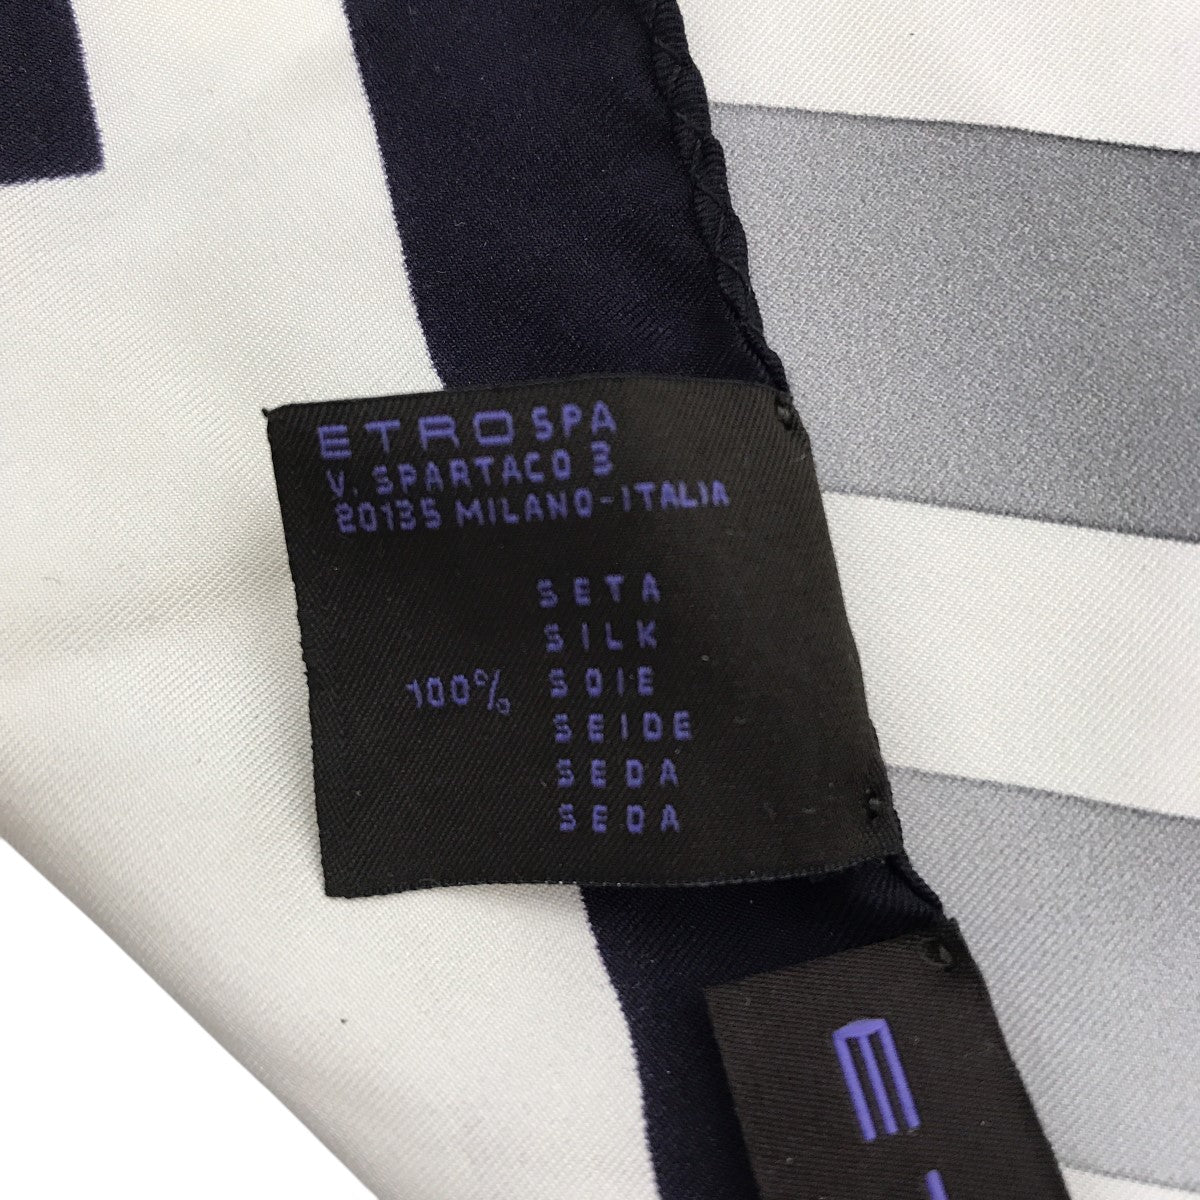 ETRO SPA
V. SPARTACO 3
20135 MILANO-ITALIA
SETA
SILK
100% SOIE
SEIDE
SEDA
SEDA
E